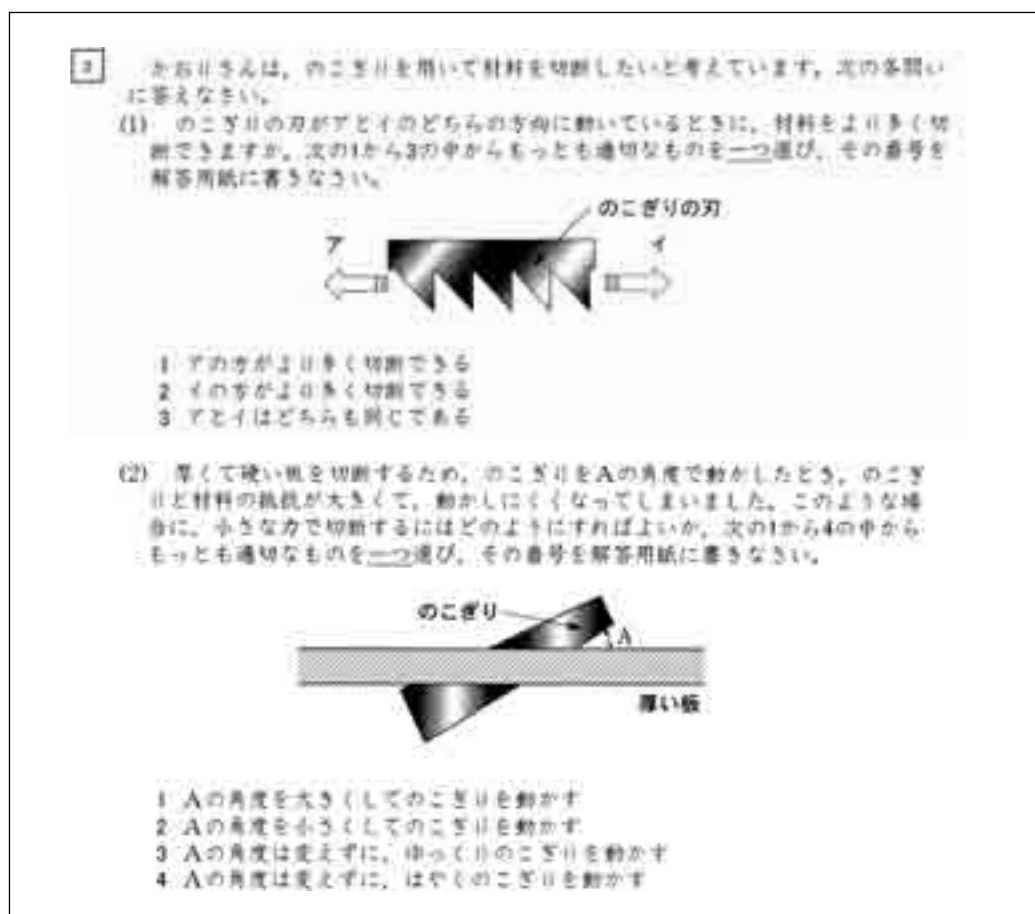 2 かおりさんは，のこぎりを用いて材料を切断したいと考えています。次の各問い
に答えなさい。
(1) のこぎりの刃がアとイのどちらの方向に動いているときに，材料をより多く切
断できますか。次の1から3の中からもっとも適切なものを一つ選び，その番号を
解答用紙に書きなさい。
のこぎりの刃
ア イ
1 アの方がより多く切断できる
2 イの方がより多く切断できる
3 アとイはどちらも同じである
(2) 厚くて硬い板を切断するため，のこぎりをAの角度で動かしたとき，のこぎ
りと材料の抵抗が大きくて，動かしにくくなってしまいました。このような場
合に，小さな力で切断するにはどのようにすればよいか，次の1から4の中から
もっとも適切なものを一つ選び，その番号を解答用紙に書きなさい。
のこぎり
A
厚い板
1 Aの角度を大きくしてのこぎりを動かす
2 Aの角度を小さくしてのこぎりを動かす
3 Aの角度は変えずに，ゆっくりのこぎりを動かす
4 Aの角度は変えずに，はやくのこぎりを動かす